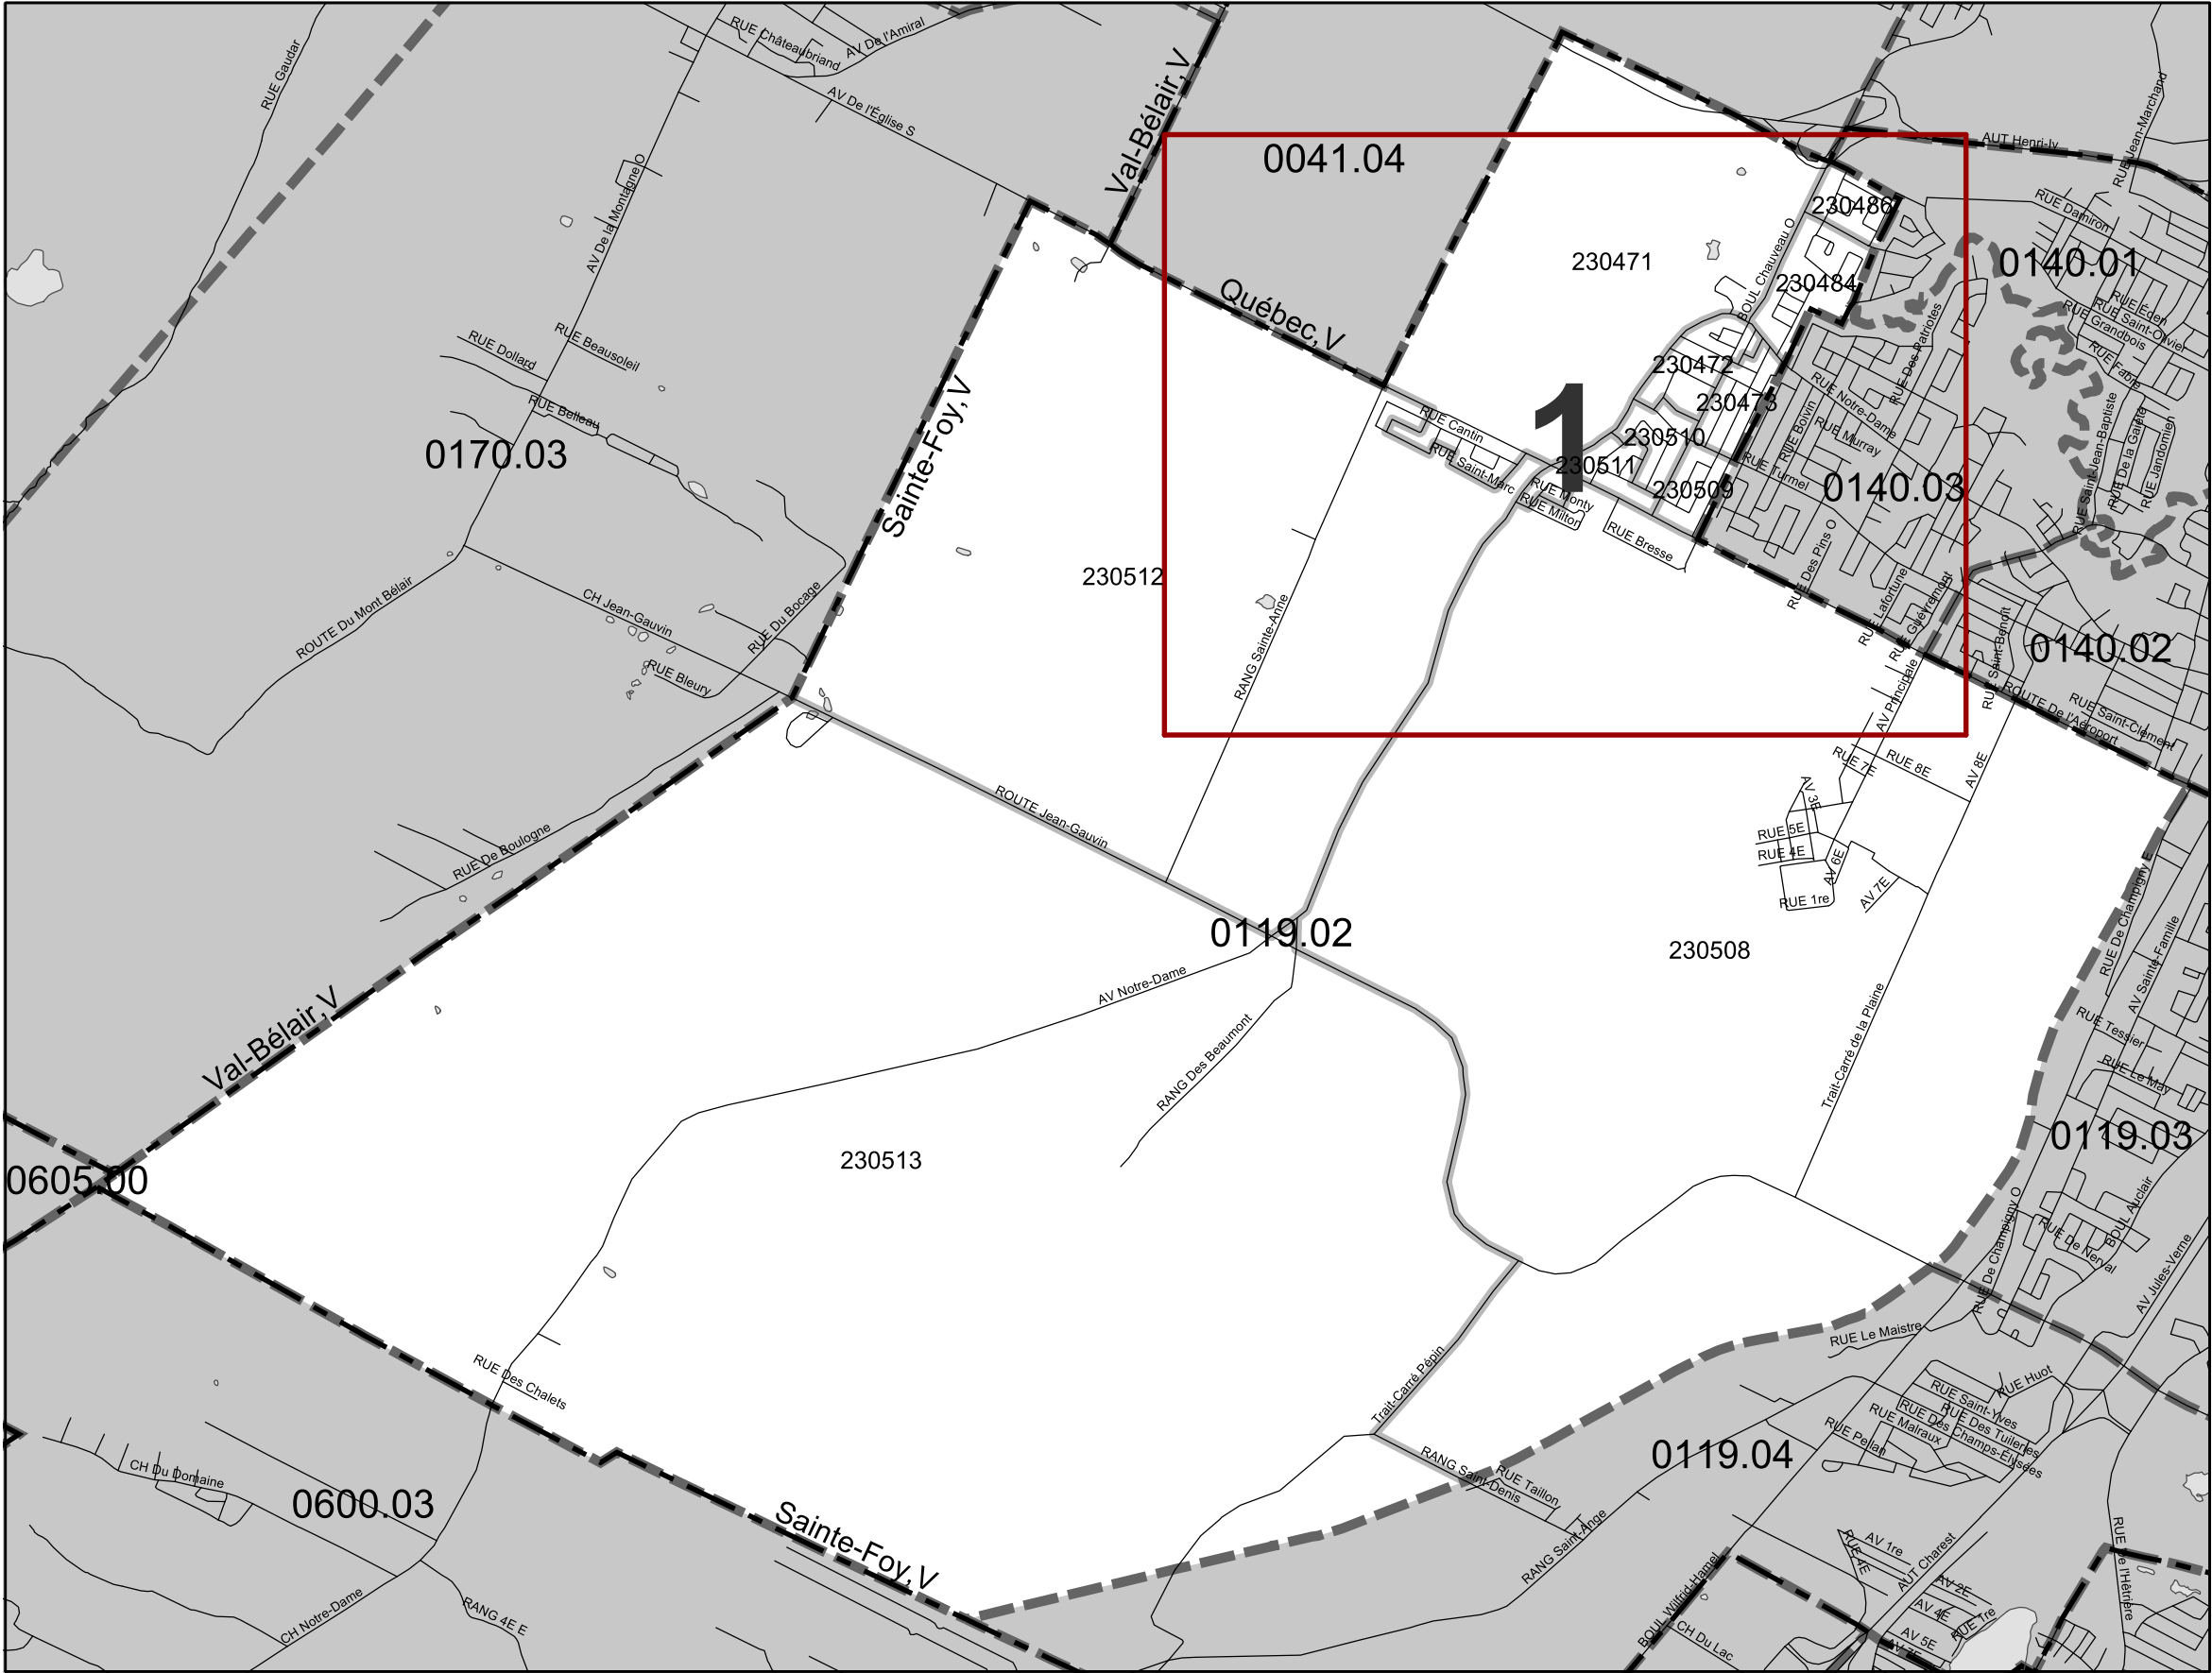 RUE Gaudar
RUE Châteaubriand
AV De l'Amiral
AV De l'Église S
Val-Bélair,V
0041.04
AUT Henri-Iv
RUE Jean-Marchand
AV De la Montagne O
230486
RUE Damiron
230471
BOUL Chauveau O
230484
0140.01
Québec,V
RUE Éden
RUE Saint-Olivier
RUE Grandbois
RUE Fabre
RUE Des Patriotes
RUE Dollard
RUE Beausoleil
RUE Belleau
0170.03
Sainte-Foy,V
230472
230473
1
RUE Cantin
RUE Saint-Marc
230510
230511
230509
RUE Monty
RUE Milton
RUE Bresse
RUE Notre-Dame
RUE Boivin
RUE Murray
RUE Turmel
0140.03
RUE Saint-Jean-Baptiste
RUE De la Gaieté
RUE Jandomien
RUE Des Pins O
RUE Lafortune
RUE Guèvremont
RUE Saint-Benoît
0140.02
230512
RANG Sainte-Anne
ROUTE Du Mont Bélair
CH Jean-Gauvin
RUE Du Bocage
RUE Bleury
AV Principale
ROUTE De l'Aéroport
RUE Saint-Clément
RUE 7E
RUE 8E
AV 8E
AV 3E
RUE 5E
RUE 4E
AV 6E
RUE 1re
AV 7E
RUE De Boulogne
ROUTE Jean-Gauvin
0119.02
230508
AV Notre-Dame
RANG Des Beaumont
Trait-Carré de la Plaine
RUE De Champigny E
AV Sainte-Famille
RUE Tessier
RUE Le May
0119.03
Val-Bélair,V
0605.00
230513
RUE De Champigny O
BOUL Auclair
RUE De Nerval
AV Jules-Verne
RUE Le Maistre
RUE Des Chalets
Trait-Carré Pépin
RANG Saint-Denis
RUE Taillon
RANG Saint-Ange
0119.04
RUE Huot
RUE Saint-Yves
RUE Des Tuileries
RUE Des Champs-Élysées
RUE Malraux
RUE Pellan
CH Du Domaine
0600.03
Sainte-Foy,V
CH Notre-Dame
RANG 4E E
BOUL Wilfrid-Hamel
CH Du Lac
RUE 4E
AV 1re
AUT Charest
AV 2E
AV 4E
AV 5E
AV 7E
RUE 1re
RUE De l'Hêtrière